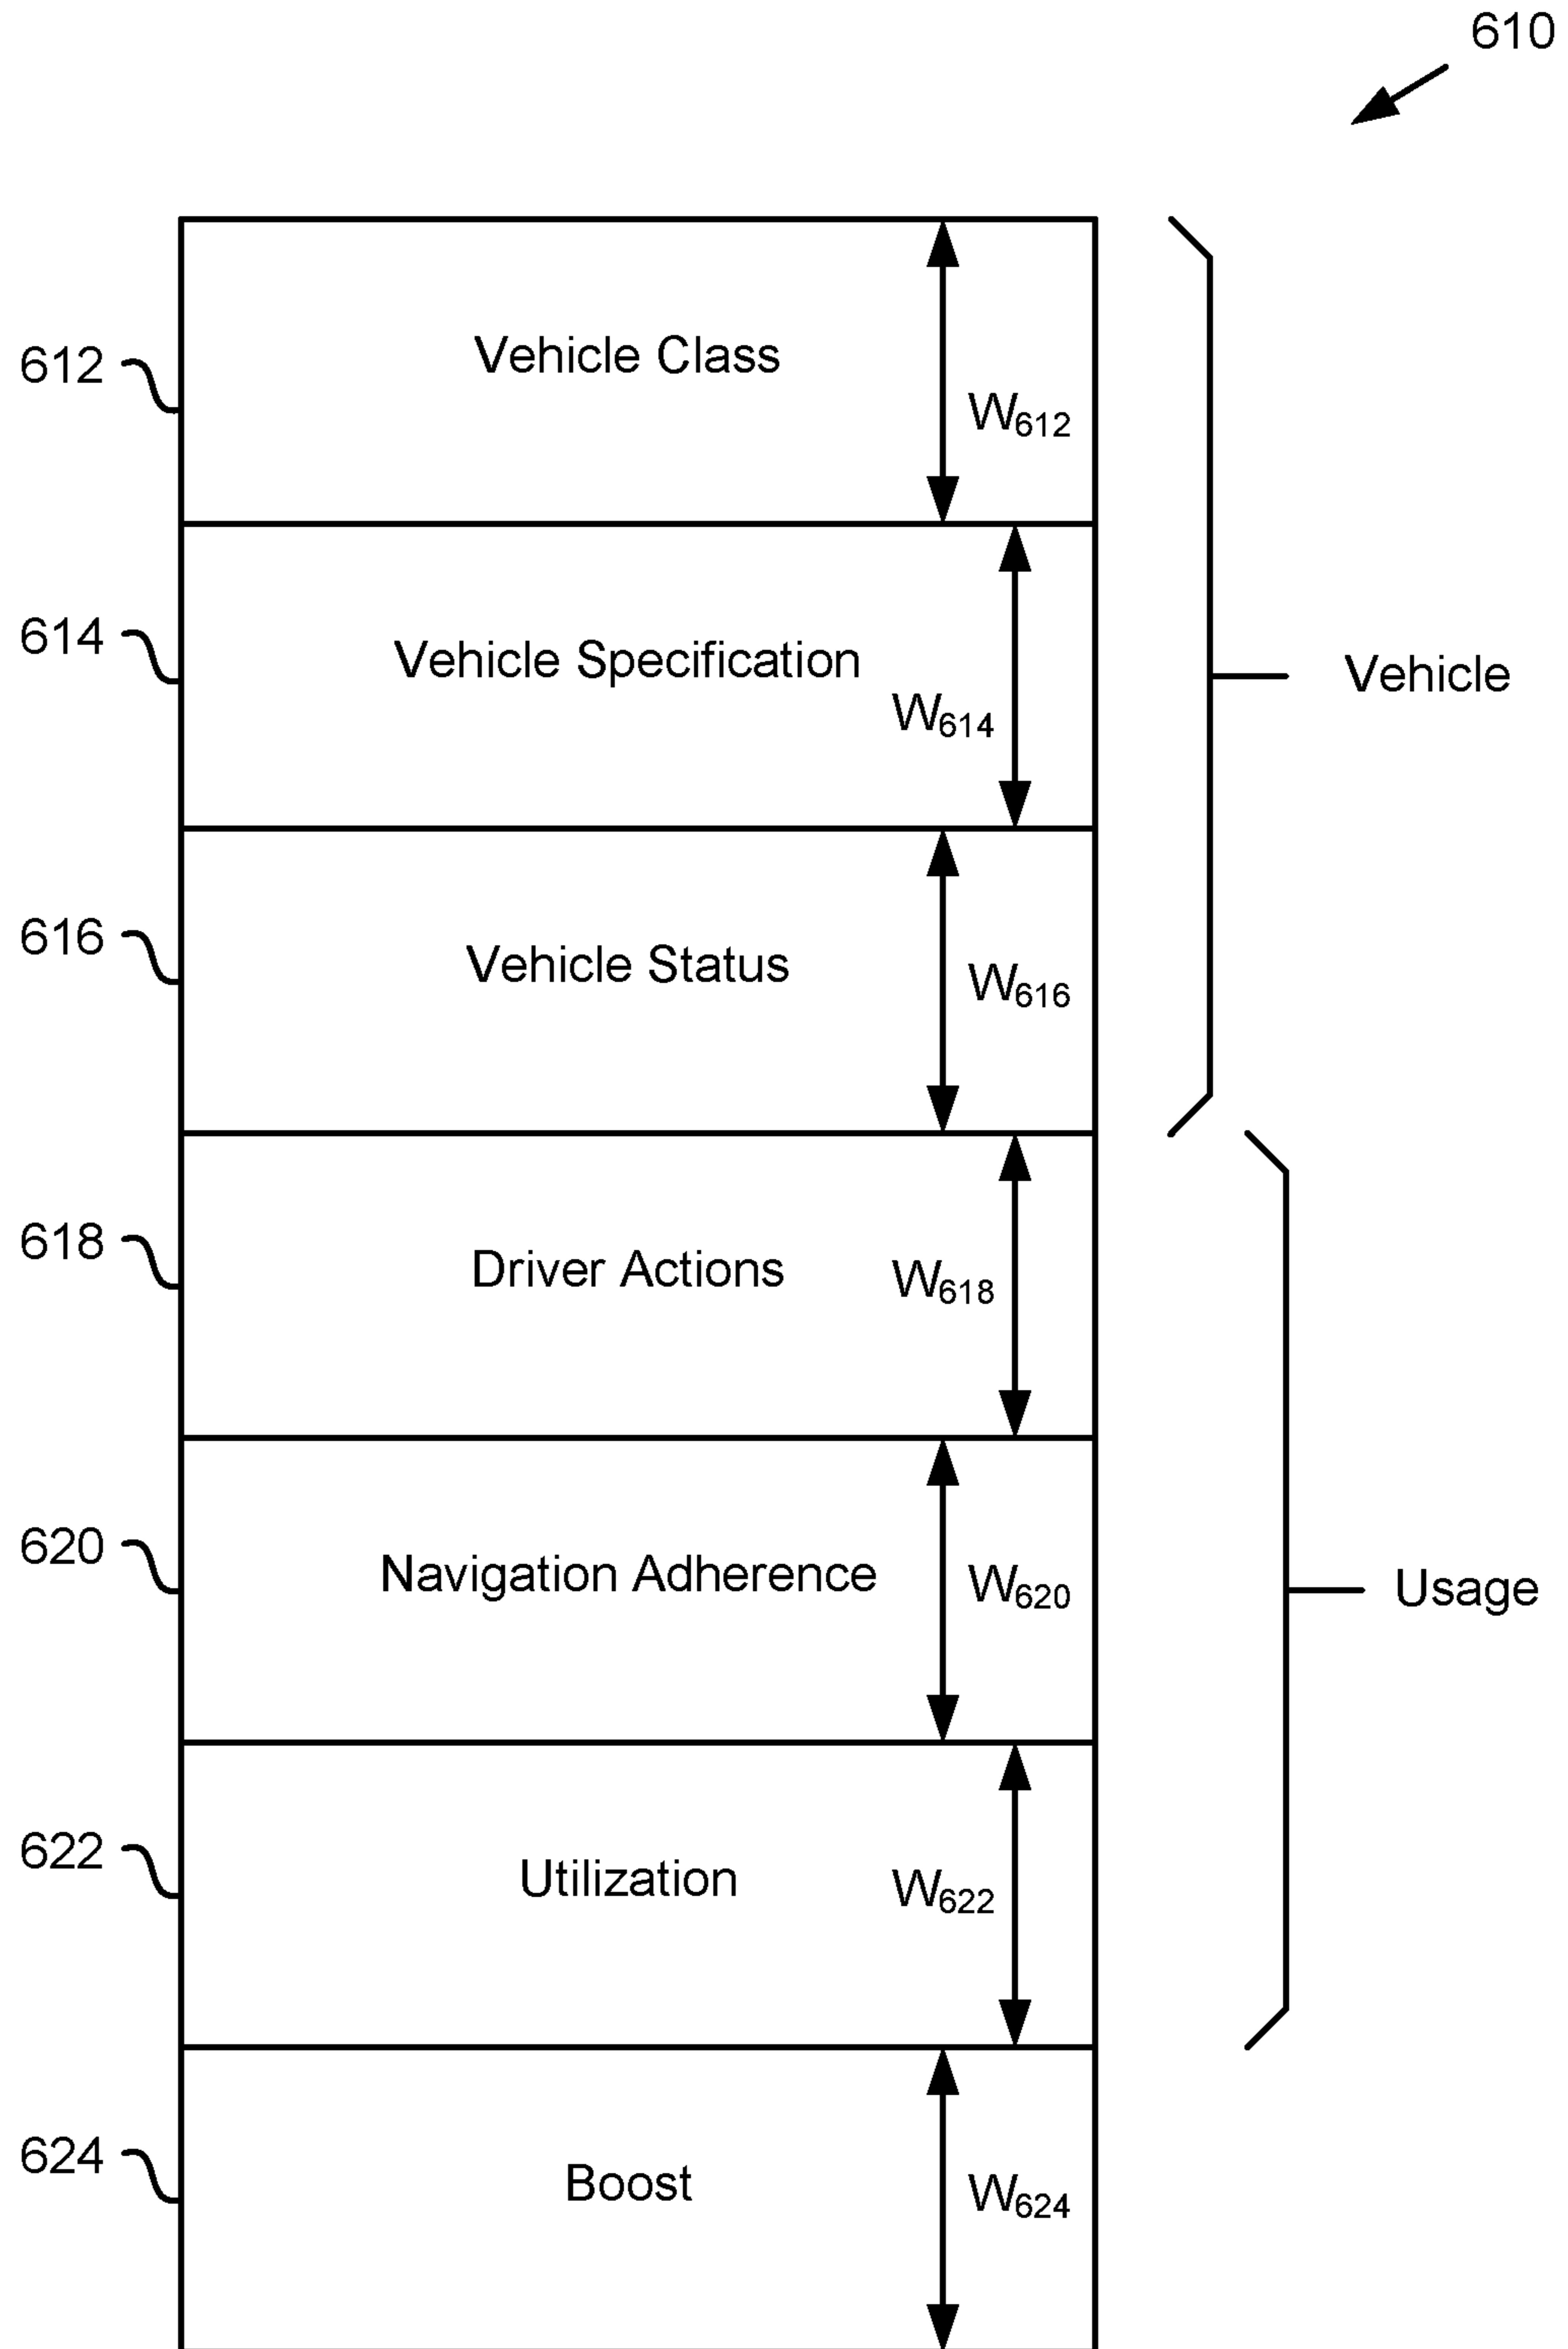 610
612
Vehicle Class
W612
614
Vehicle Specification
W614
Vehicle
616
Vehicle Status
W616
618
Driver Actions
W618
620
Navigation Adherence
W620
Usage
622
Utilization
W622
624
Boost
W624